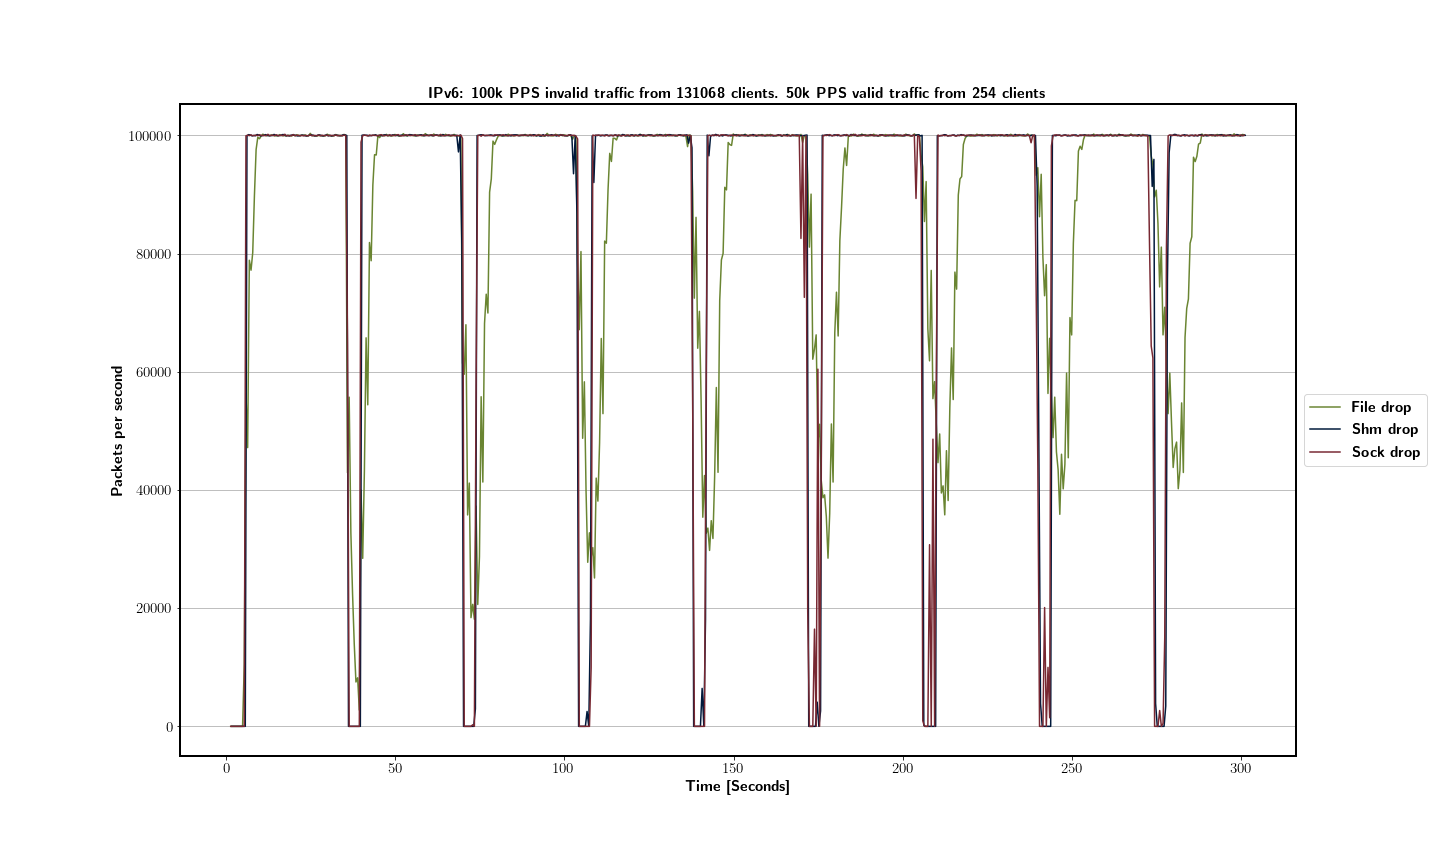 IPv6: 100k PPS invalid traffic from 131068 clients. 50k PPS valid traffic from 254 clients
100000
80000
60000
40000
20000
0
Packets per second
0 50 100 150 200 250 300
Time [Seconds]
File drop
Shm drop
Sock drop